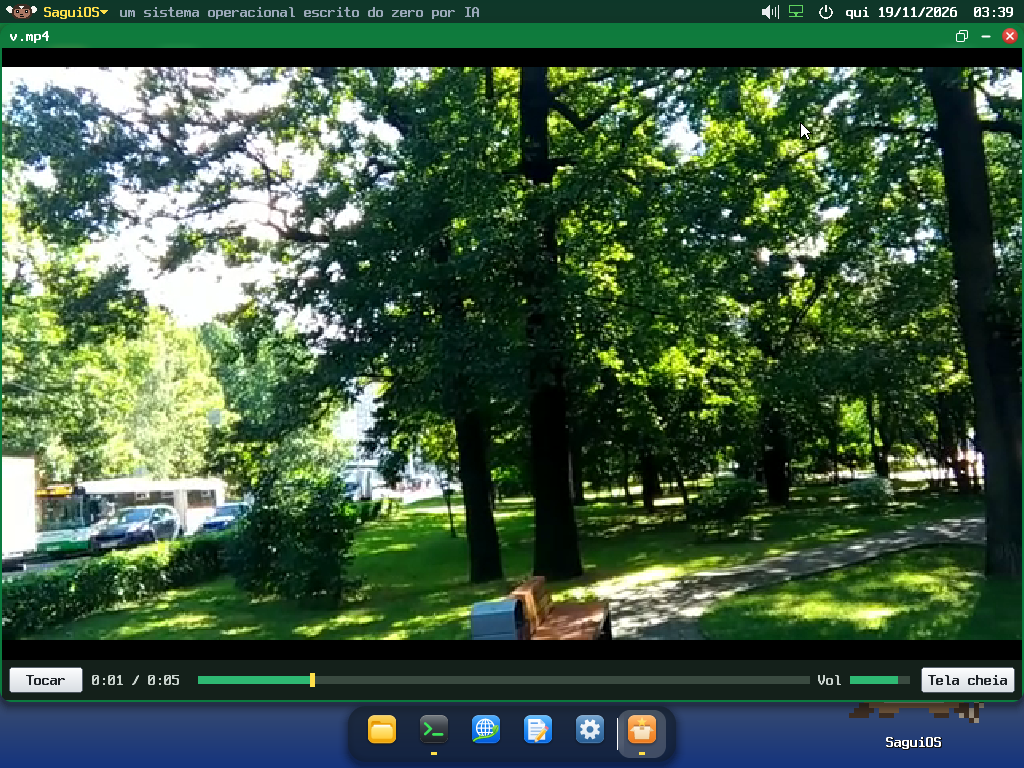 SaguiOS um sistema operacional escrito do zero por IA qui 19/11/2026 03:39
v.mp4
Tocar 0:01 / 0:05 Vol Tela cheia
SaguiOS